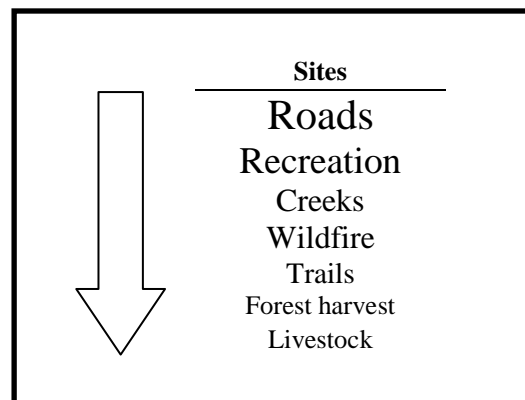 Sites
Roads
Recreation
Creeks
Wildfire
Trails
Forest harvest
Livestock